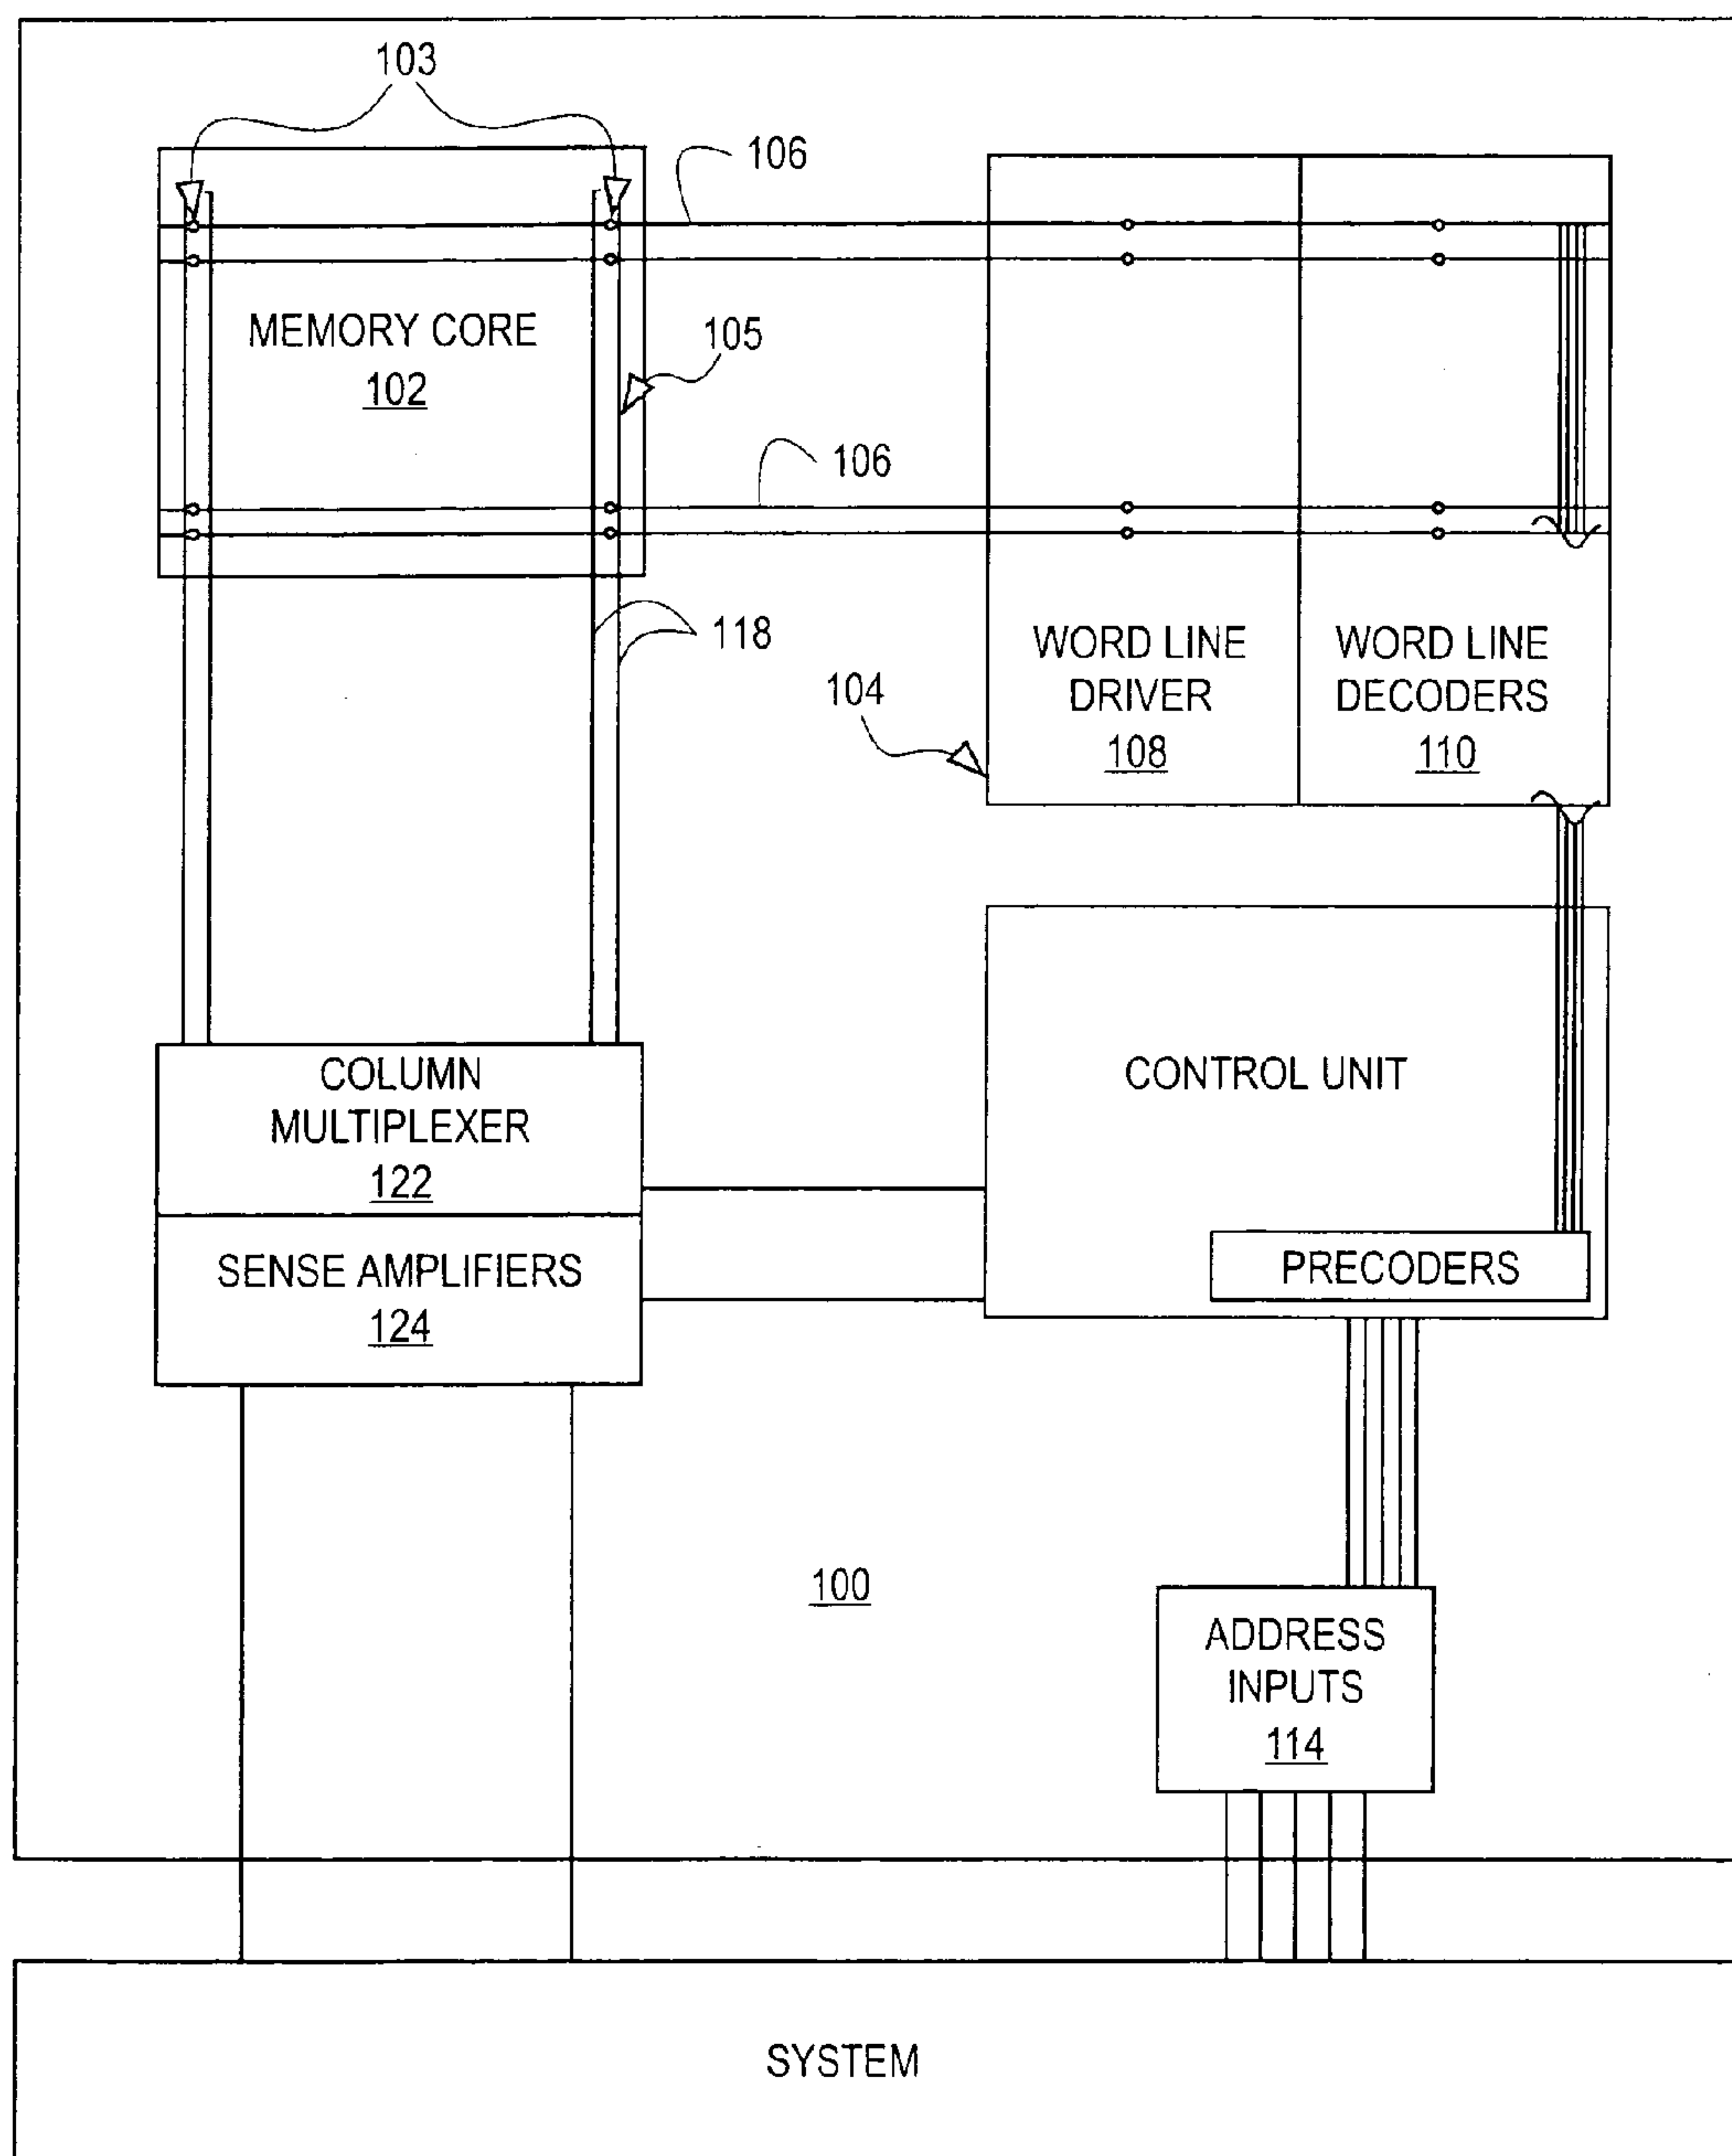 103
106
MEMORY CORE
102
105
106
118
104
WORD LINE
DRIVER
108
WORD LINE
DECODERS
110
COLUMN
MULTIPLEXER
122
SENSE AMPLIFIERS
124
CONTROL UNIT
PRECODERS
100
ADDRESS
INPUTS
114
SYSTEM